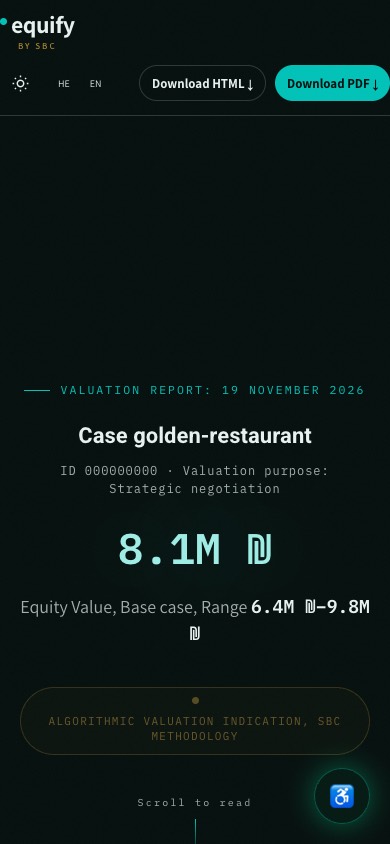 equify
BY SBC
HE EN Download HTML ↓ Download PDF ↓
VALUATION REPORT: 19 NOVEMBER 2026
Case golden-restaurant
ID 000000000 · Valuation purpose:
Strategic negotiation
8.1M ₪
Equity Value, Base case, Range 6.4M ₪–9.8M
₪
ALGORITHMIC VALUATION INDICATION, SBC
METHODOLOGY
Scroll to read